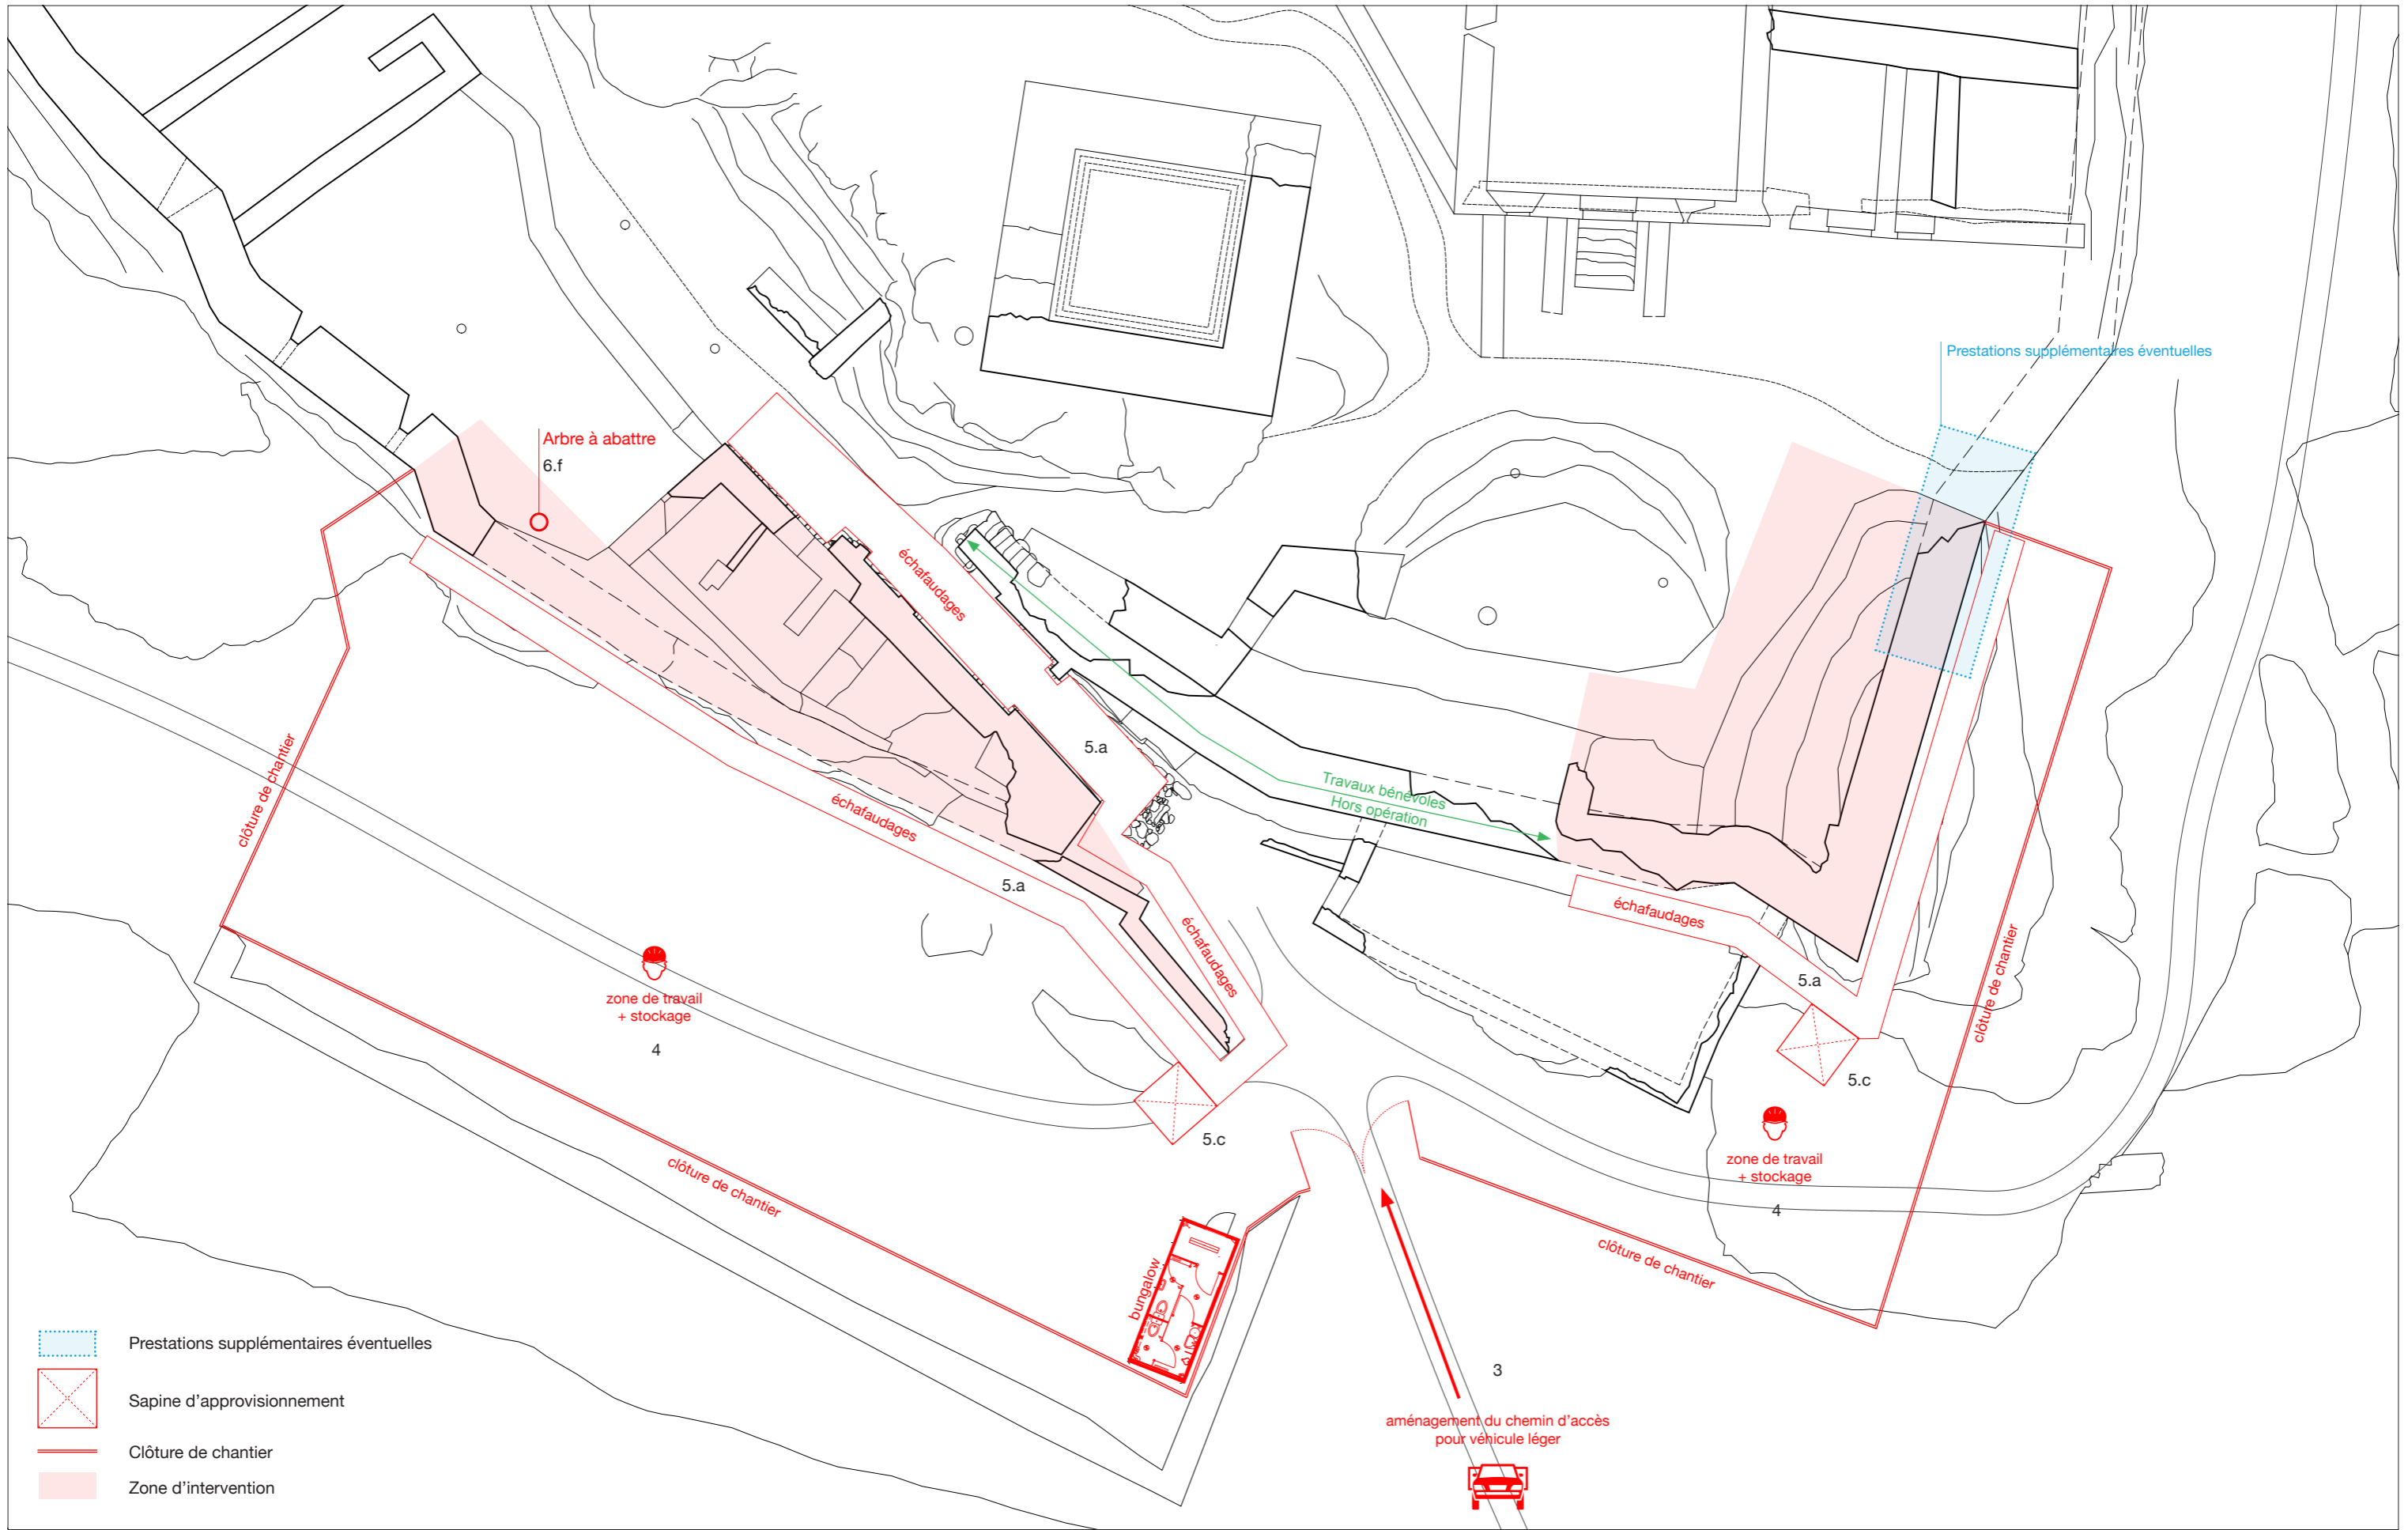 Prestations supplémentaires éventuelles
Arbre à abattre
6.f
échafaudages
5.a
Travaux bénévoles
Hors opération
clôture de chantier
échafaudages
5.a
échafaudages
échafaudages
5.a
clôture de chantier
zone de travail
+ stockage
4
5.c
5.c
zone de travail
+ stockage
4
clôture de chantier
clôture de chantier
bungalow
3
aménagement du chemin d'accès
pour véhicule léger
Prestations supplémentaires éventuelles
Sapine d'approvisionnement
Clôture de chantier
Zone d'intervention